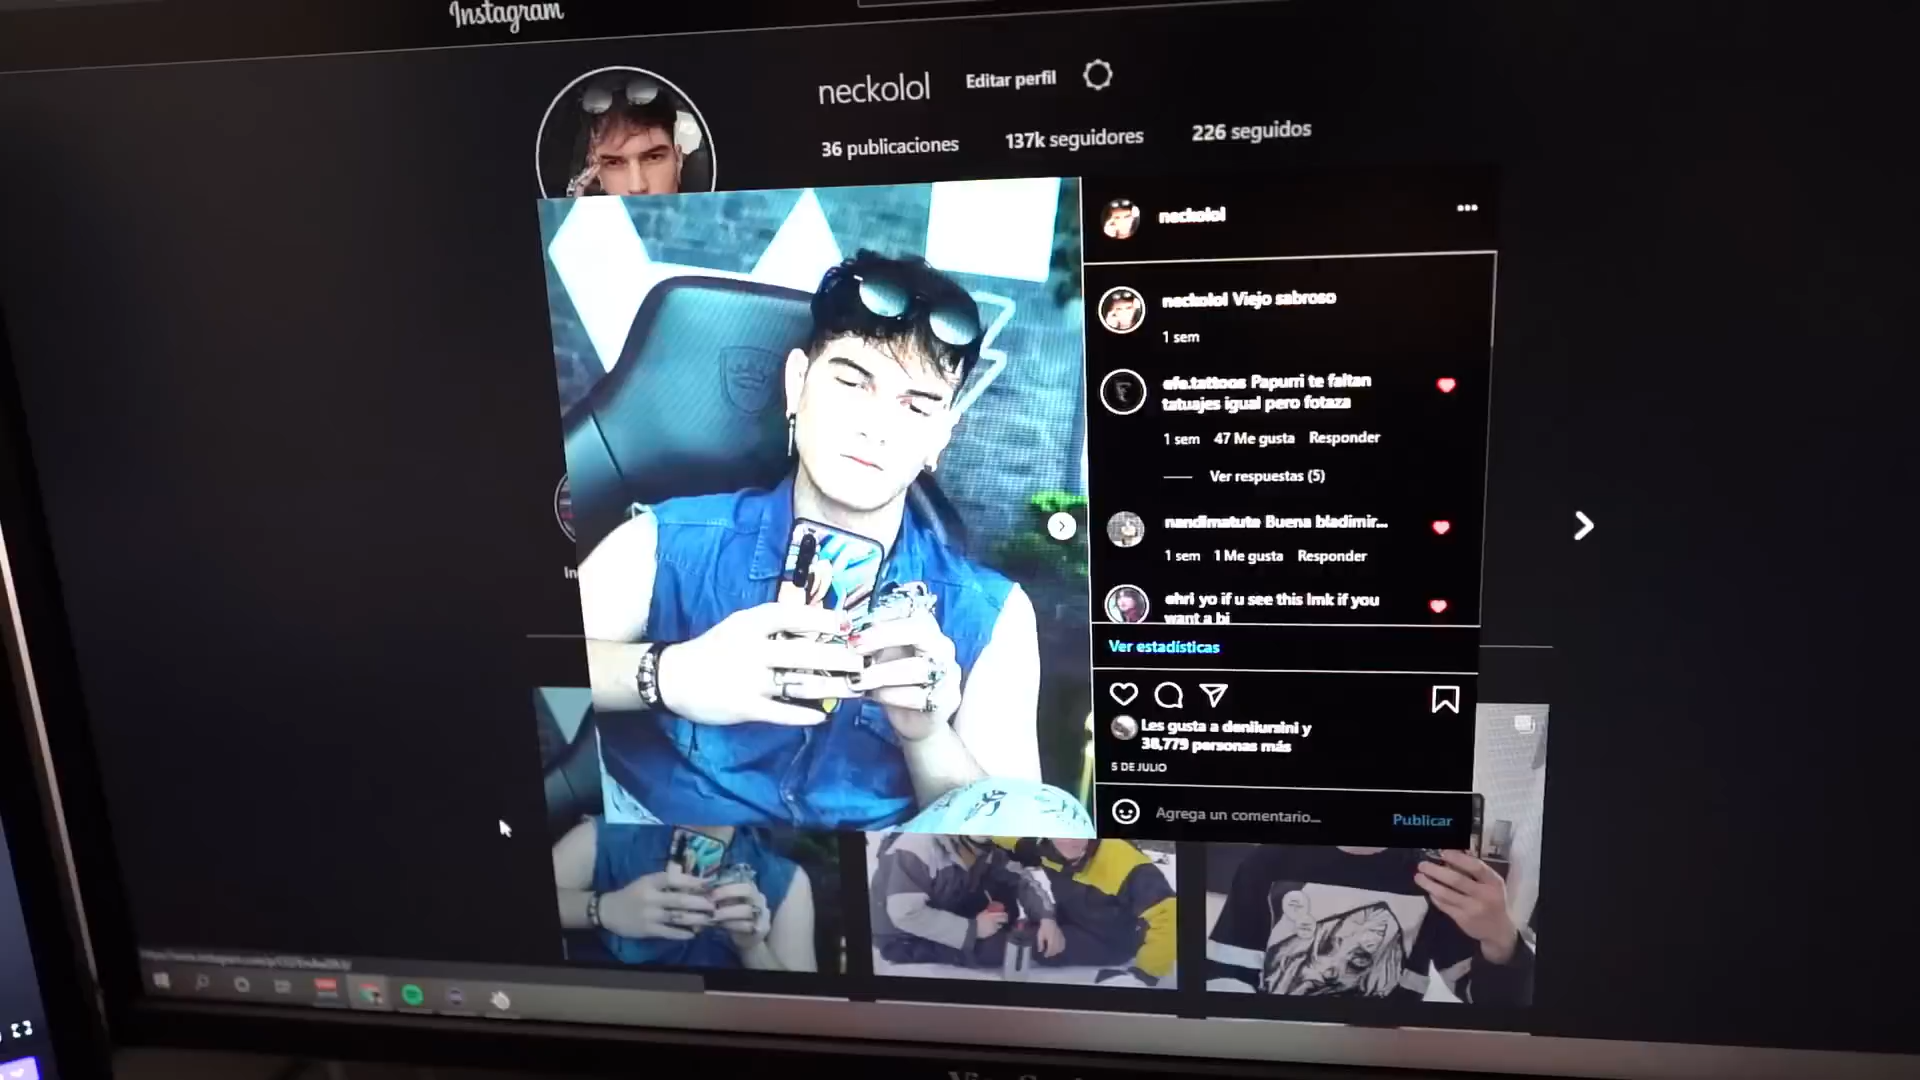 Instagram
neckolol Editar perfil
36 publicaciones 137k seguidores 226 seguidos
neckolol
neckolol Viejo sabroso
1 sem
efe.tattoos Papurri te faltan
tatuajes igual pero fotaza
1 sem 47 Me gusta Responder
Ver respuestas (5)
nandimatute Buena bladimir...
1 sem 1 Me gusta Responder
ehri yo if u see this lmk if you
want a bi
Ver estadísticas
Les gusta a deniiursini y
38,779 personas más
5 DE JULIO
Agrega un comentario... Publicar